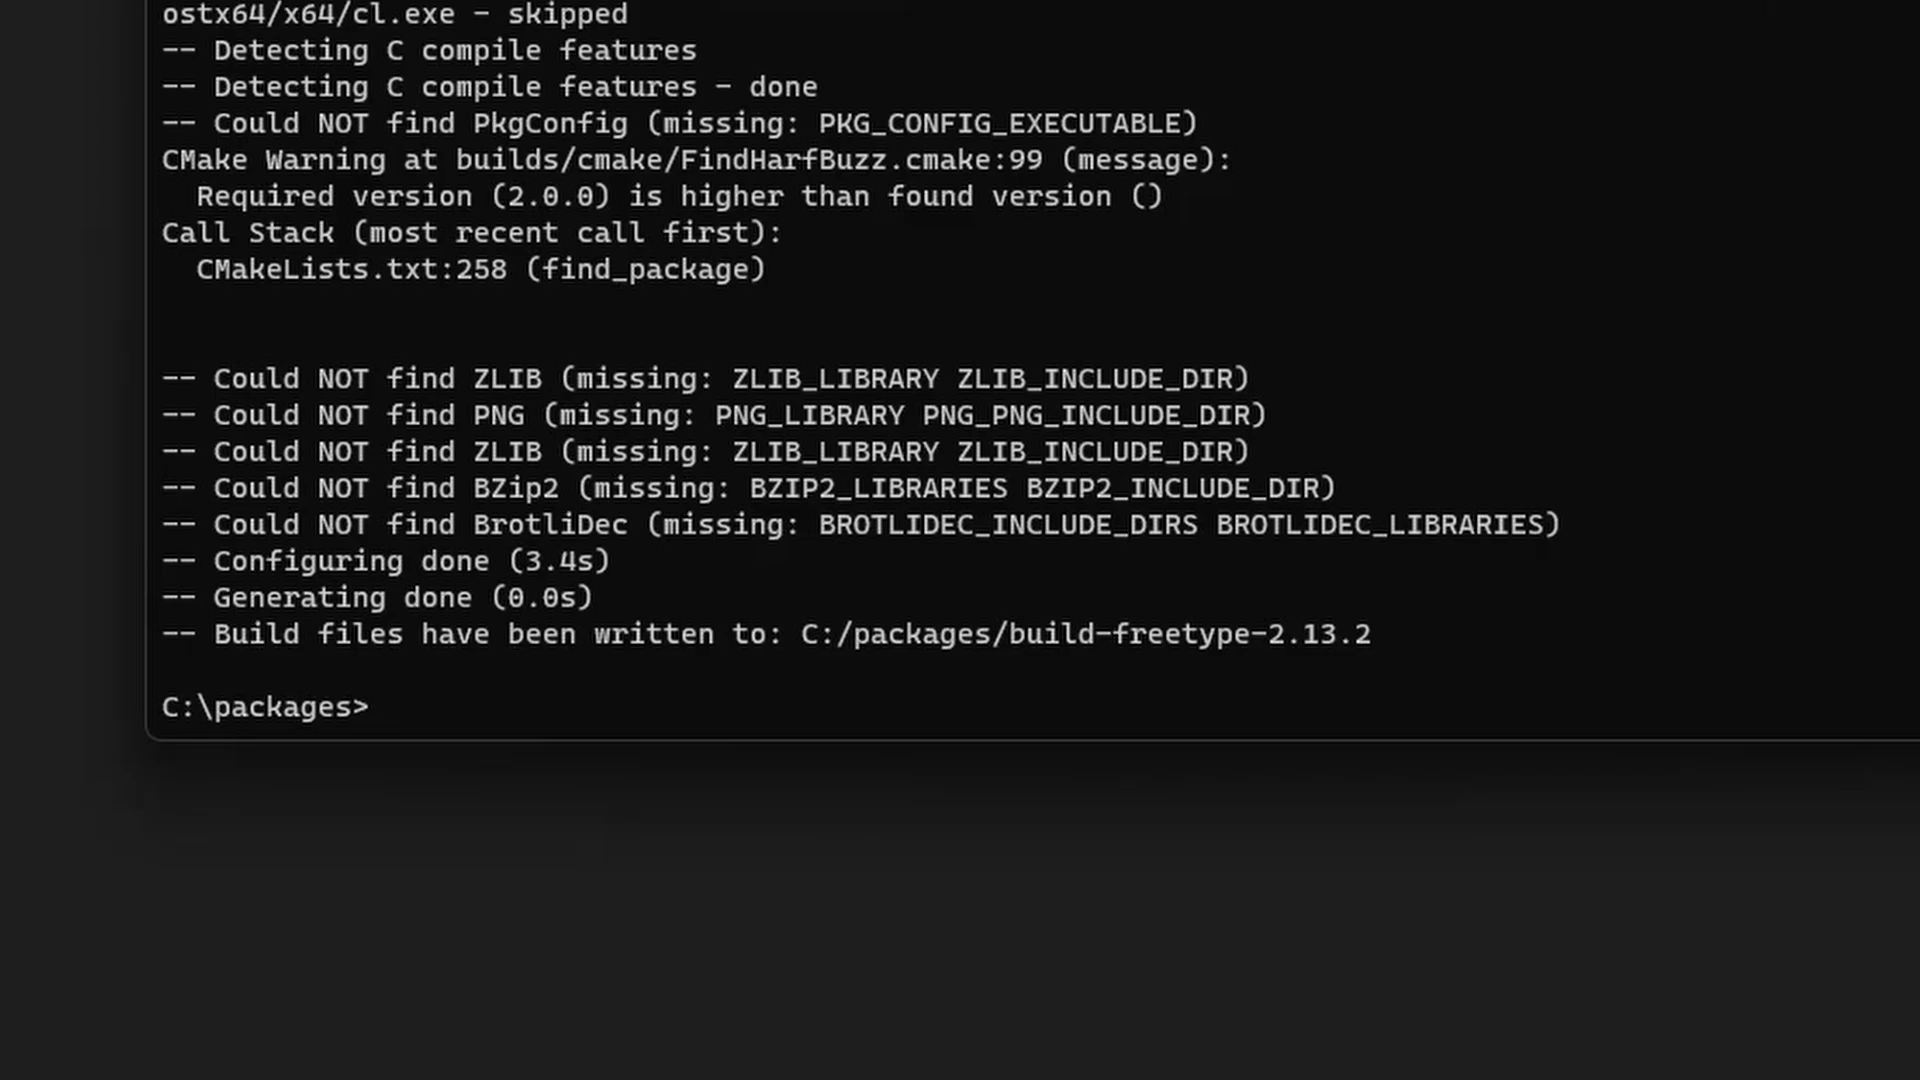 ostx64/x64/cl.exe - skipped
-- Detecting C compile features
-- Detecting C compile features - done
-- Could NOT find PkgConfig (missing: PKG_CONFIG_EXECUTABLE)
CMake Warning at builds/cmake/FindHarfBuzz.cmake:99 (message):
  Required version (2.0.0) is higher than found version ()
Call Stack (most recent call first):
  CMakeLists.txt:258 (find_package)
-- Could NOT find ZLIB (missing: ZLIB_LIBRARY ZLIB_INCLUDE_DIR)
-- Could NOT find PNG (missing: PNG_LIBRARY PNG_PNG_INCLUDE_DIR)
-- Could NOT find ZLIB (missing: ZLIB_LIBRARY ZLIB_INCLUDE_DIR)
-- Could NOT find BZip2 (missing: BZIP2_LIBRARIES BZIP2_INCLUDE_DIR)
-- Could NOT find BrotliDec (missing: BROTLIDEC_INCLUDE_DIRS BROTLIDEC_LIBRARIES)
-- Configuring done (3.4s)
-- Generating done (0.0s)
-- Build files have been written to: C:/packages/build-freetype-2.13.2
C:\packages>